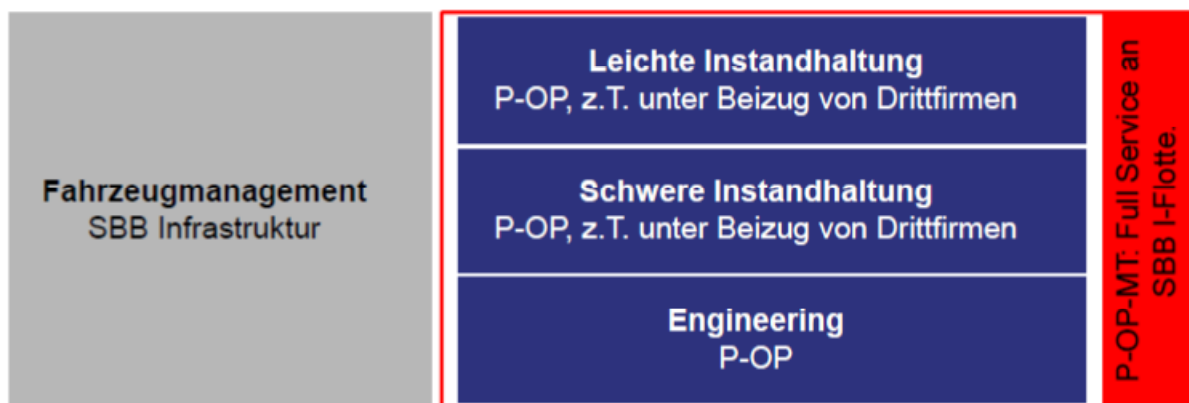 Fahrzeugmanagement
SBB Infrastruktur
Leichte Instandhaltung
P-OP, z.T. unter Beizug von Drittfirmen
Schwere Instandhaltung
P-OP, z.T. unter Beizug von Drittfirmen
Engineering
P-OP
P-OP-MT: Full Service an
SBB I-Flotte.